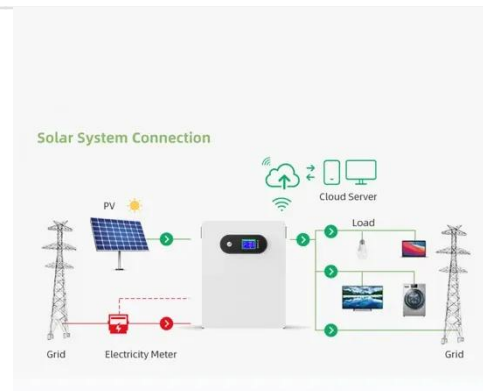 Solar System Connection
Cloud Server
PV
Load
Grid
Electricity Meter
Grid